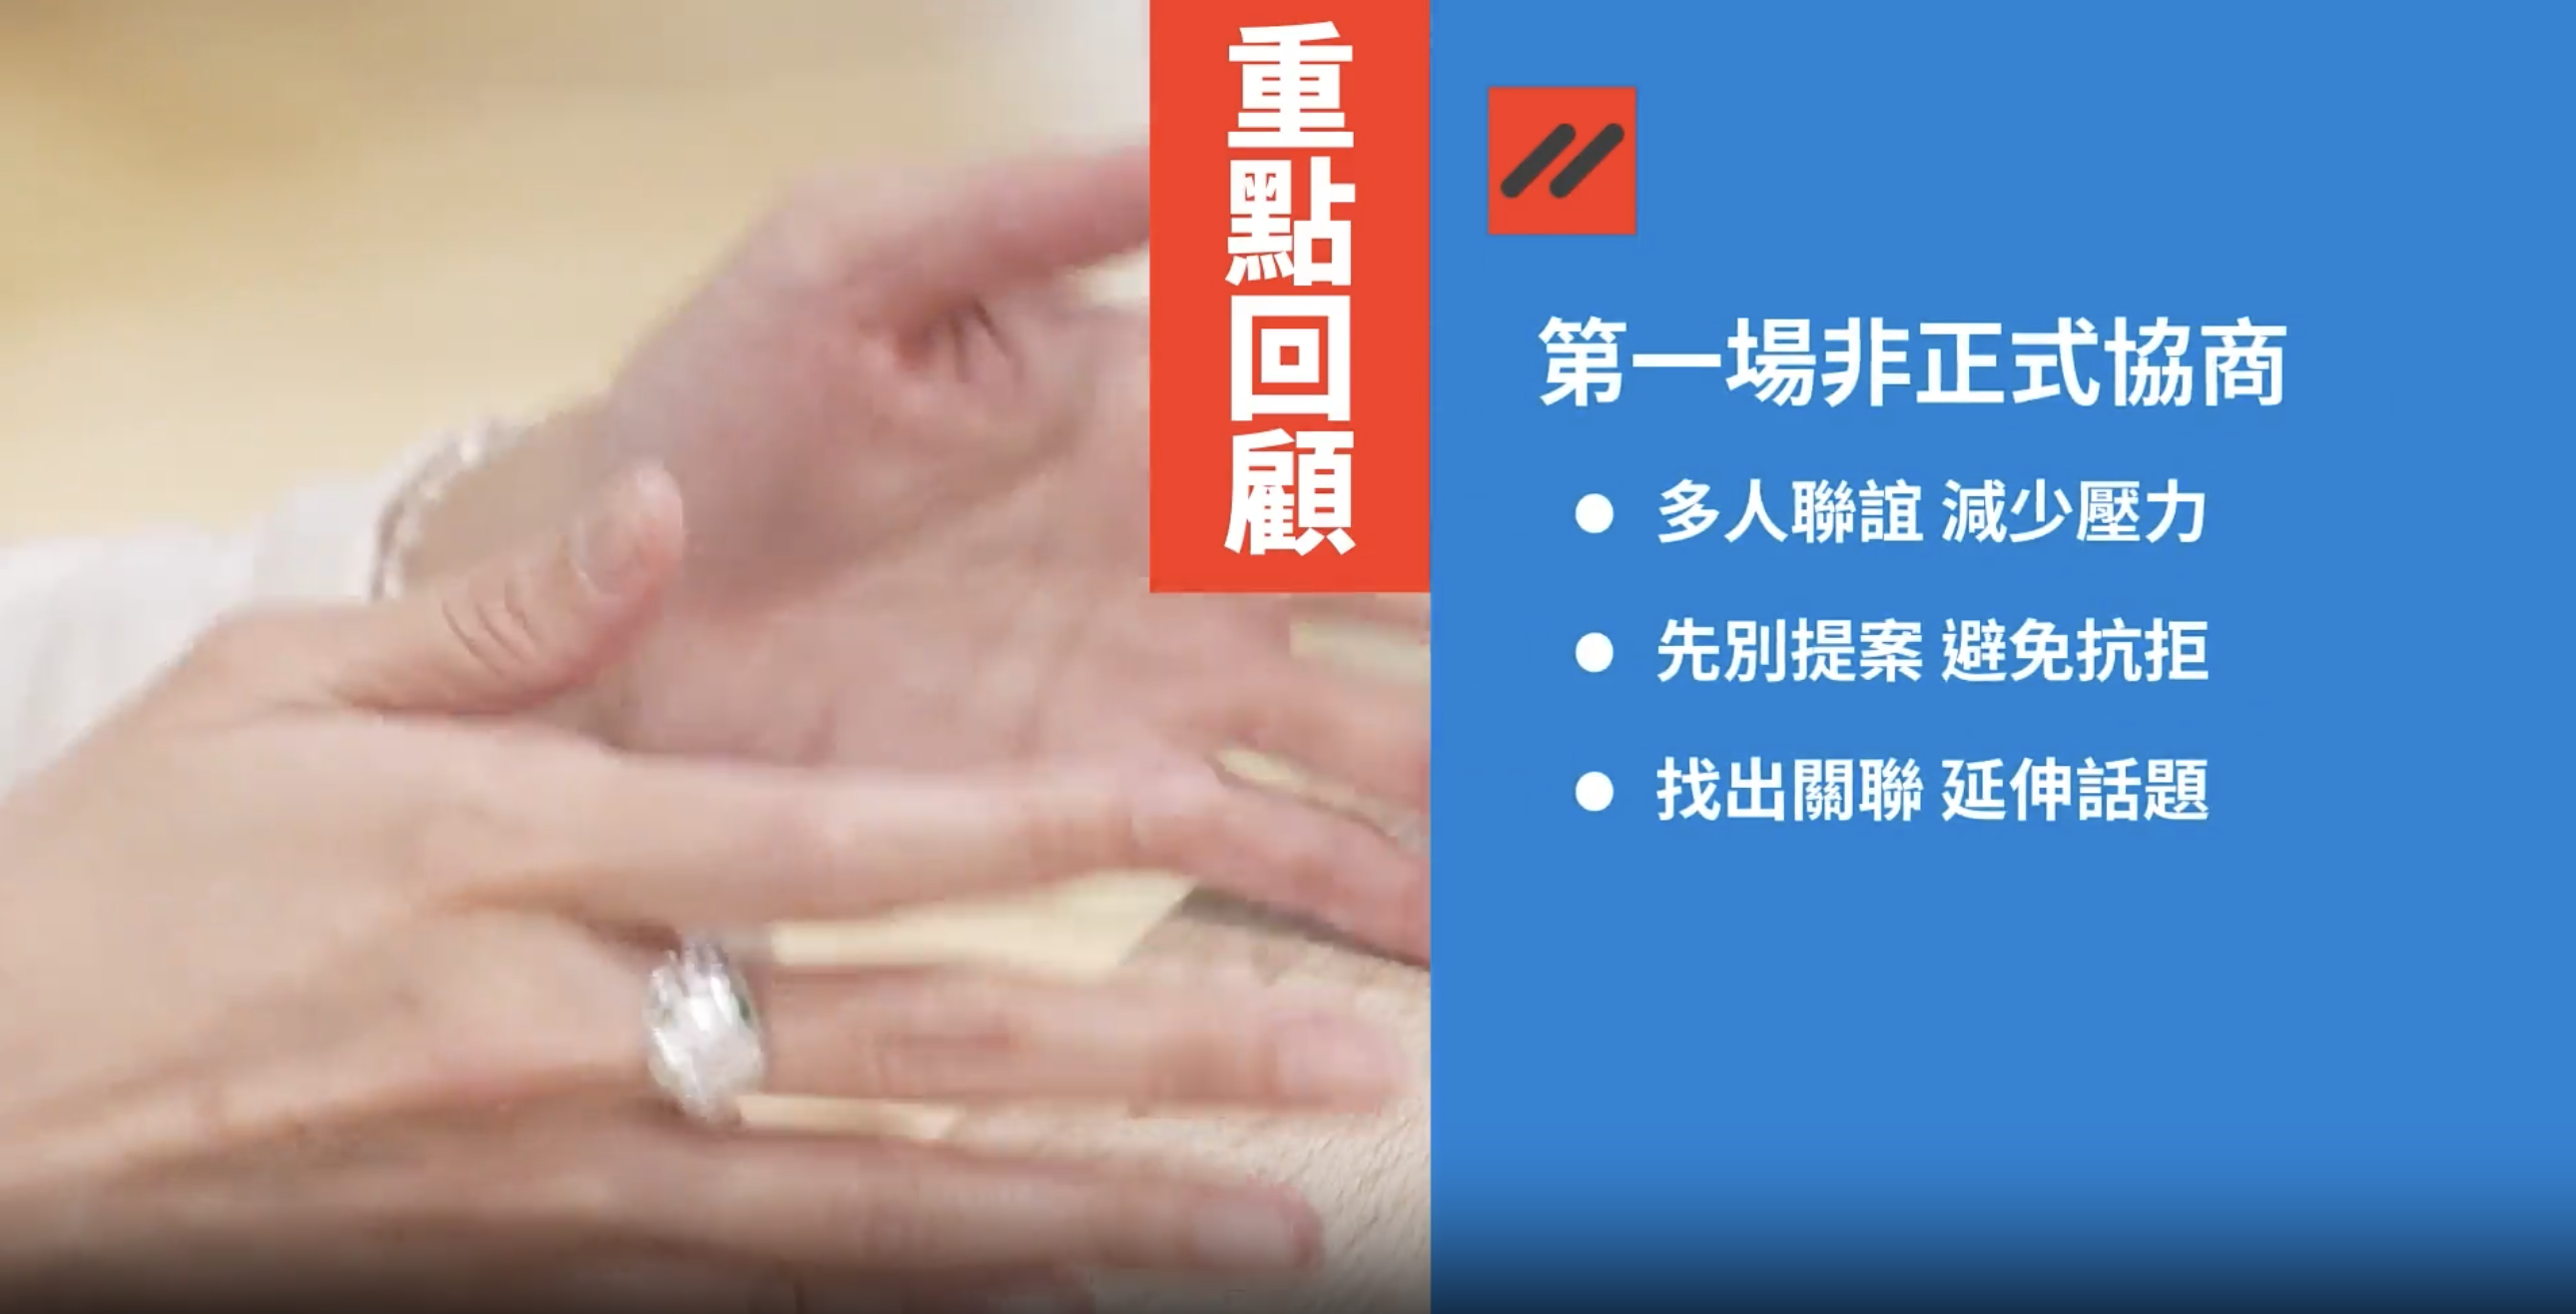 重點回顧
第一場非正式協商
● 多人聯誼 減少壓力
● 先別提案 避免抗拒
● 找出關聯 延伸話題